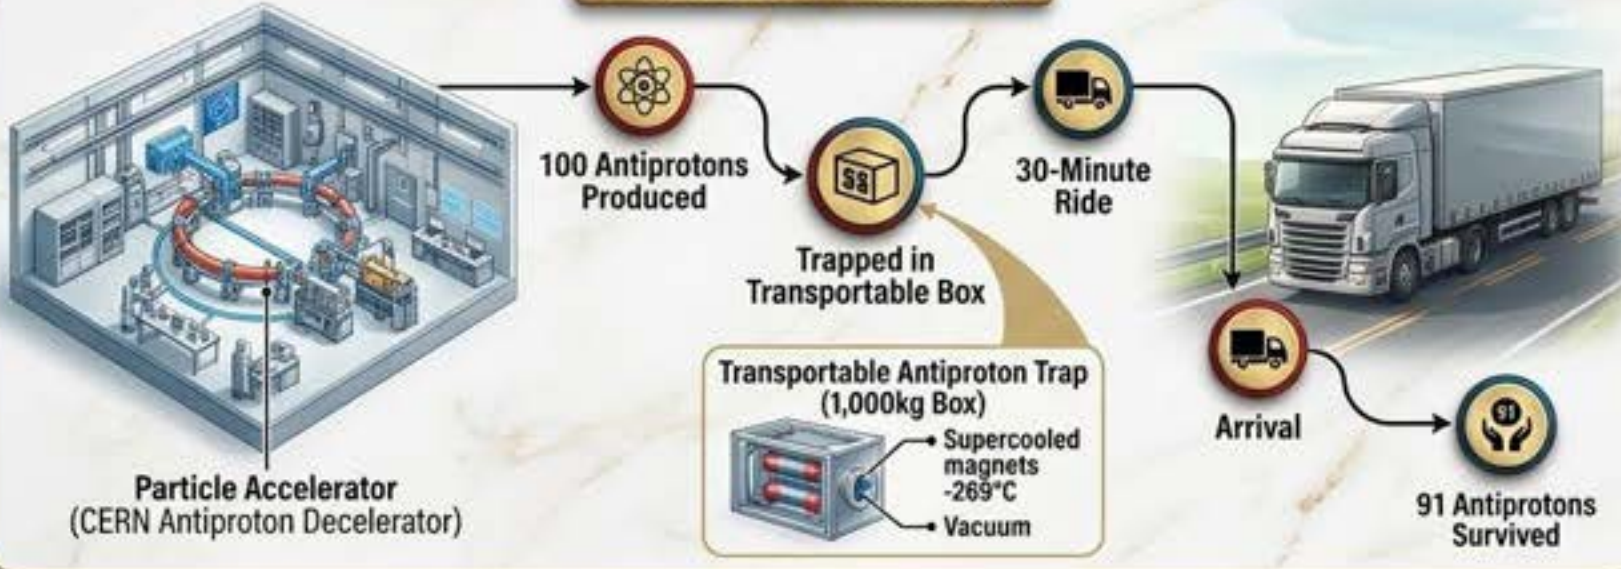 100 Antiprotons
Produced
Trapped in
Transportable Box
30-Minute
Ride
Transportable Antiproton Trap
(1,000kg Box)
Supercooled
magnets
-269°C
Vacuum
Particle Accelerator
(CERN Antiproton Decelerator)
Arrival
91
91 Antiprotons
Survived